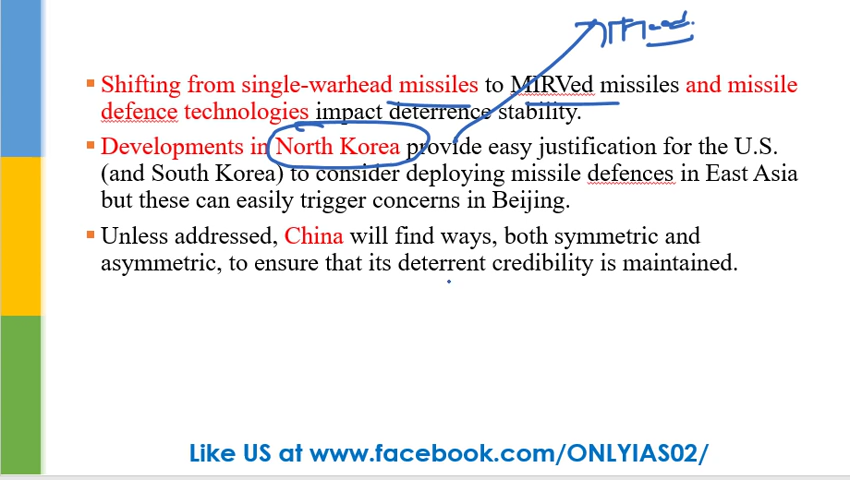 Shifting from single-warhead missiles to MIRVed missiles and missile
defence technologies impact deterrence stability.
Developments in North Korea provide easy justification for the U.S.
(and South Korea) to consider deploying missile defences in East Asia
but these can easily trigger concerns in Beijing.
Unless addressed, China will find ways, both symmetric and
asymmetric, to ensure that its deterrent credibility is maintained.
Like US at www.facebook.com/ONLYIAS02/